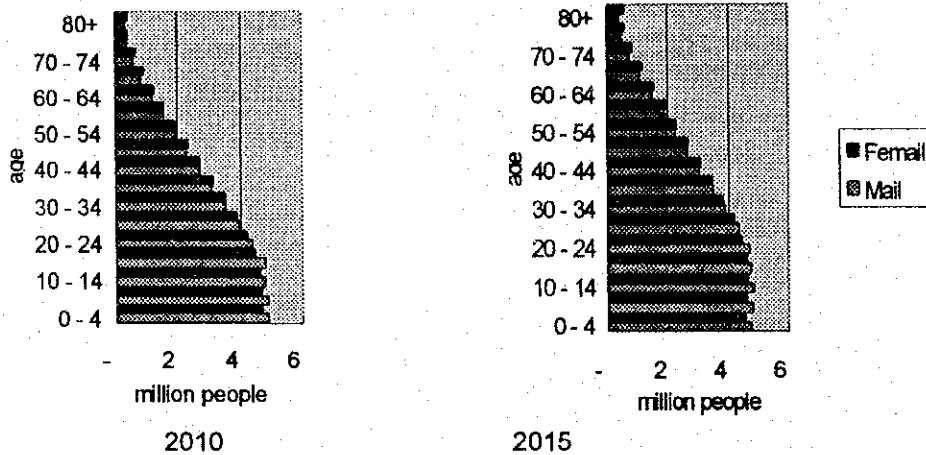 80+
70 - 74
60 - 64
50 - 54
40 - 44
30 - 34
20 - 24
10 - 14
0 - 4
age
- 2 4 6
million people
2010
80+
70 - 74
60 - 64
50 - 54
40 - 44
30 - 34
20 - 24
10 - 14
0 - 4
age
- 2 4 6
million people
2015
Femail
Mail